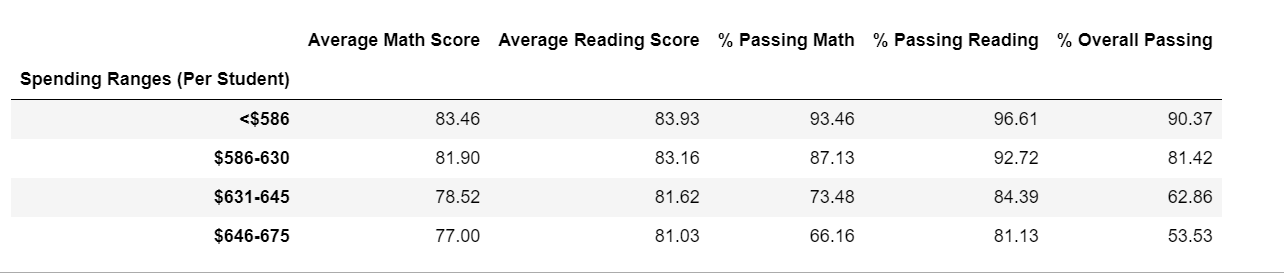 Average Math Score Average Reading Score % Passing Math % Passing Reading % Overall Passing
Spending Ranges (Per Student)
<$586 83.46 83.93 93.46 96.61 90.37
$586-630 81.90 83.16 87.13 92.72 81.42
$631-645 78.52 81.62 73.48 84.39 62.86
$646-675 77.00 81.03 66.16 81.13 53.53